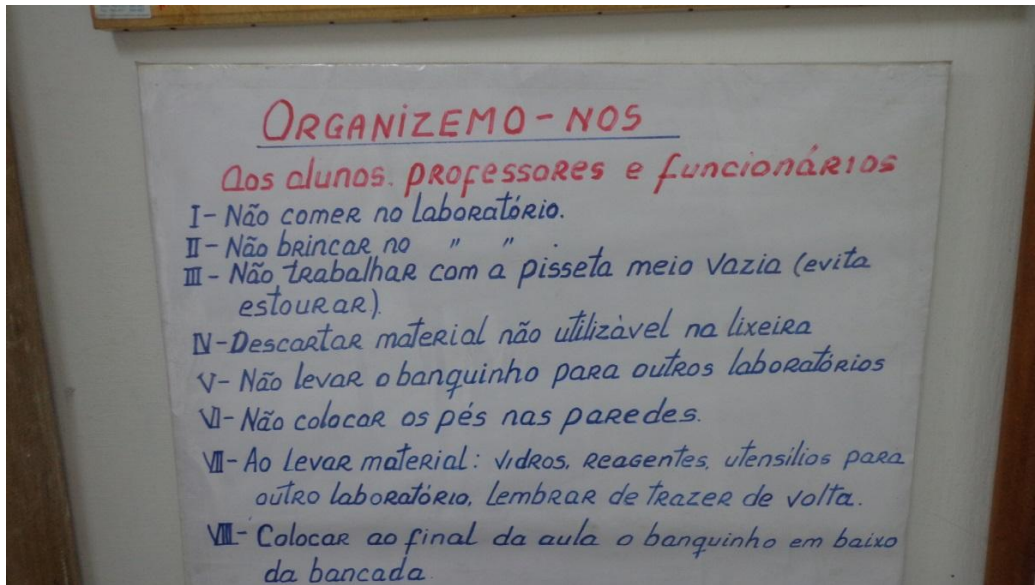 ORGANIZEMO-NOS
Aos alunos. professores e funcionários
I- Não comer no Laboratório.
II- Não brincar no " "
III- Não trabalhar com a pisseta meio vazia (evita
estourar).
IV-Descartar material não utilizàvel na lixeira
V- Não levar o banquinho para outros laboratórios
VI- Não colocar os pés nas paredes.
VII- Ao Levar material: vidros, reagentes, utensílios para
outro laboratório, Lembrar de trazer de volta.
VIII- Colocar ao final da aula o banquinho em baixo
da bancada